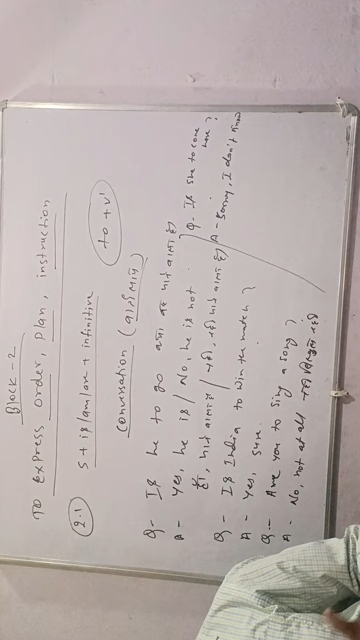 Block-2
TO Express order, plan, instruction
2.1 S + is/am/are + infinitive
to + v¹
Conversation (वार्तालाप)
Q- Is he to go
A- Yes, he is / No, he is not.
Q- Is India to win the match ?
A- Yes, sure.
Q- Are you to sing a song ?
A- No, not at all
Q- Is she to come here ?
A- Sorry, I don't know